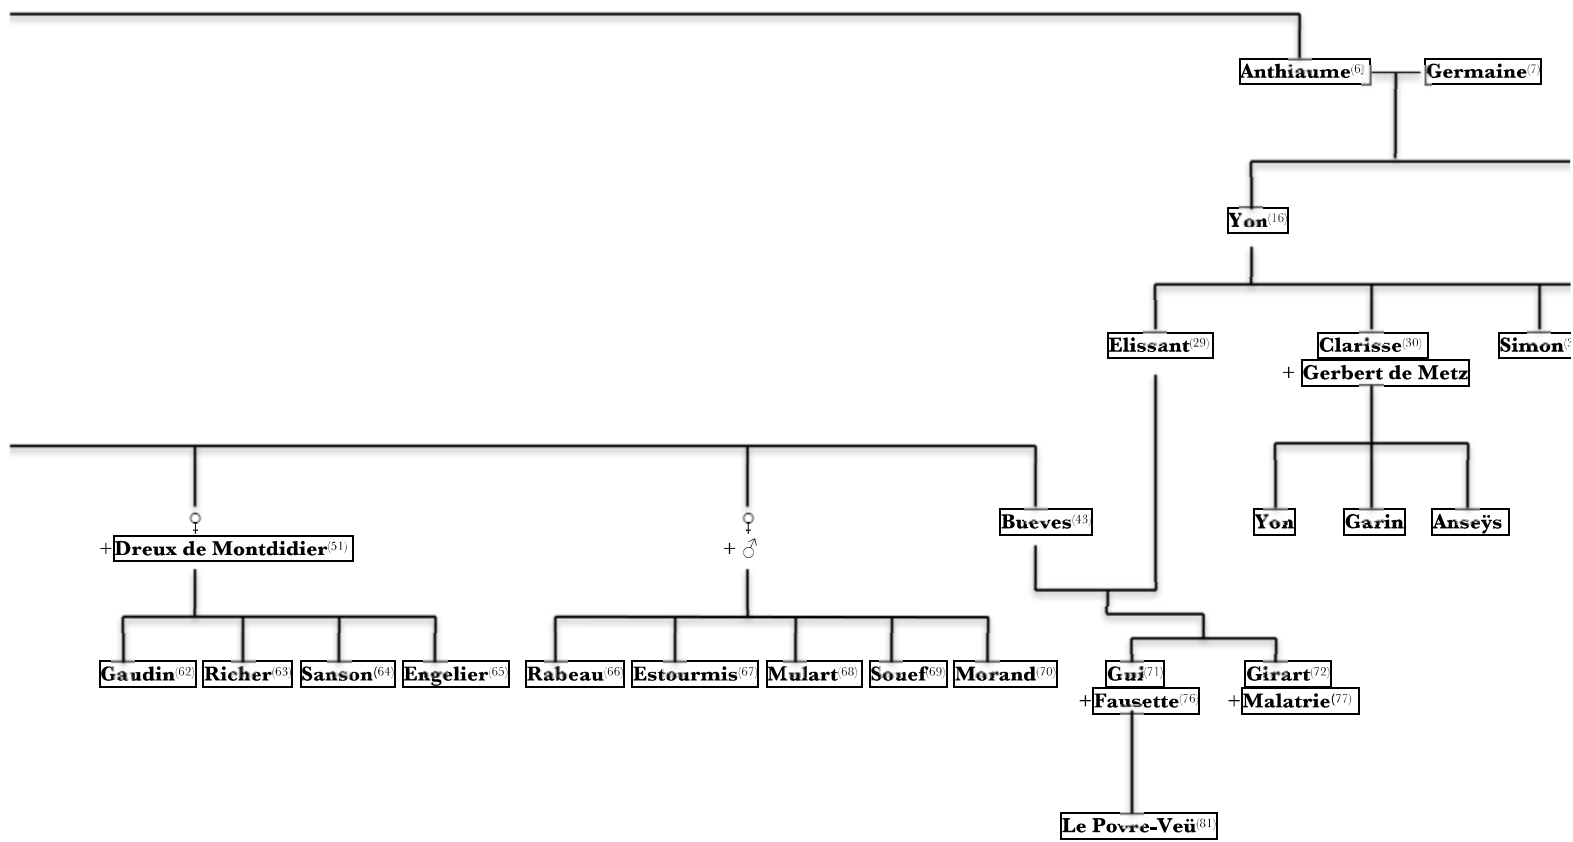 Anthiaume(6) Germaine(7)
Yon(16)
Elissant(29) Clarisse(30) Simon(3
+ Gerbert de Metz
♀ ♀ Bueves(43) Yon Garin Anseÿs
+Dreux de Montdidier(51) + ♂
Gaudin(62) Richer(63) Sanson(64) Engelier(65) Rabeau(66) Estourmis(67) Mulart(68) Souef(69) Morand(70) Gui(71) Girart(72)
+Fausette(76) +Malatrie(77)
Le Povre-Veü(81)